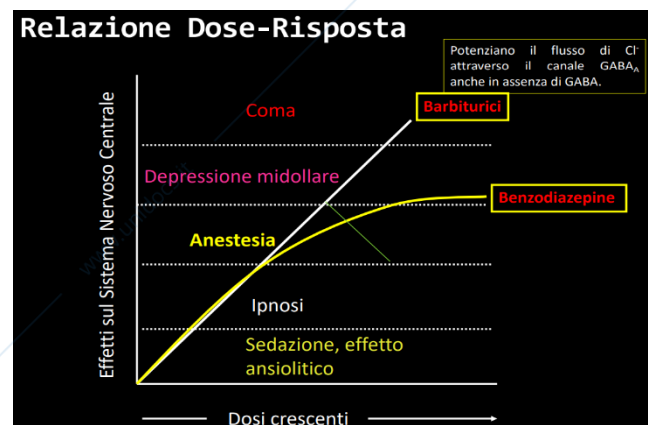 Relazione Dose-Risposta
Potenziano il flusso di Cl⁻
attraverso il canale GABA_A
anche in assenza di GABA.
Coma
Barbiturici
Depressione midollare
Benzodiazepine
Anestesia
Ipnosi
Sedazione, effetto
ansiolitico
Effetti sul Sistema Nervoso Centrale
Dosi crescenti